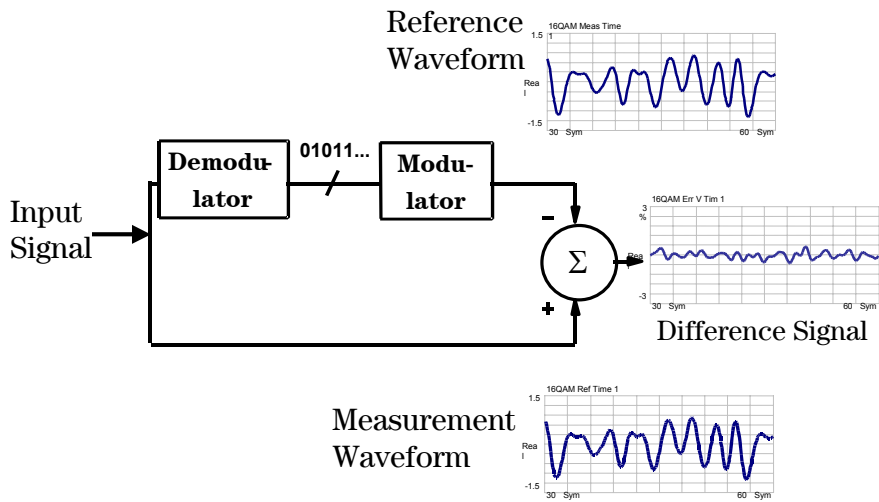 Reference
Waveform
16QAM Meas Time
1
1.5
Rea
l
-1.5
30 Sym
60 Sym
Demodu-
lator
01011...
Modu-
lator
Input
Signal
-
Σ
+
16QAM Err V Tim 1
3
%
Rea
-3
30 Sym
60 Sym
Difference Signal
Measurement
Waveform
16QAM Ref Time 1
1.5
Rea
l
-1.5
30 Sym
60 Sym